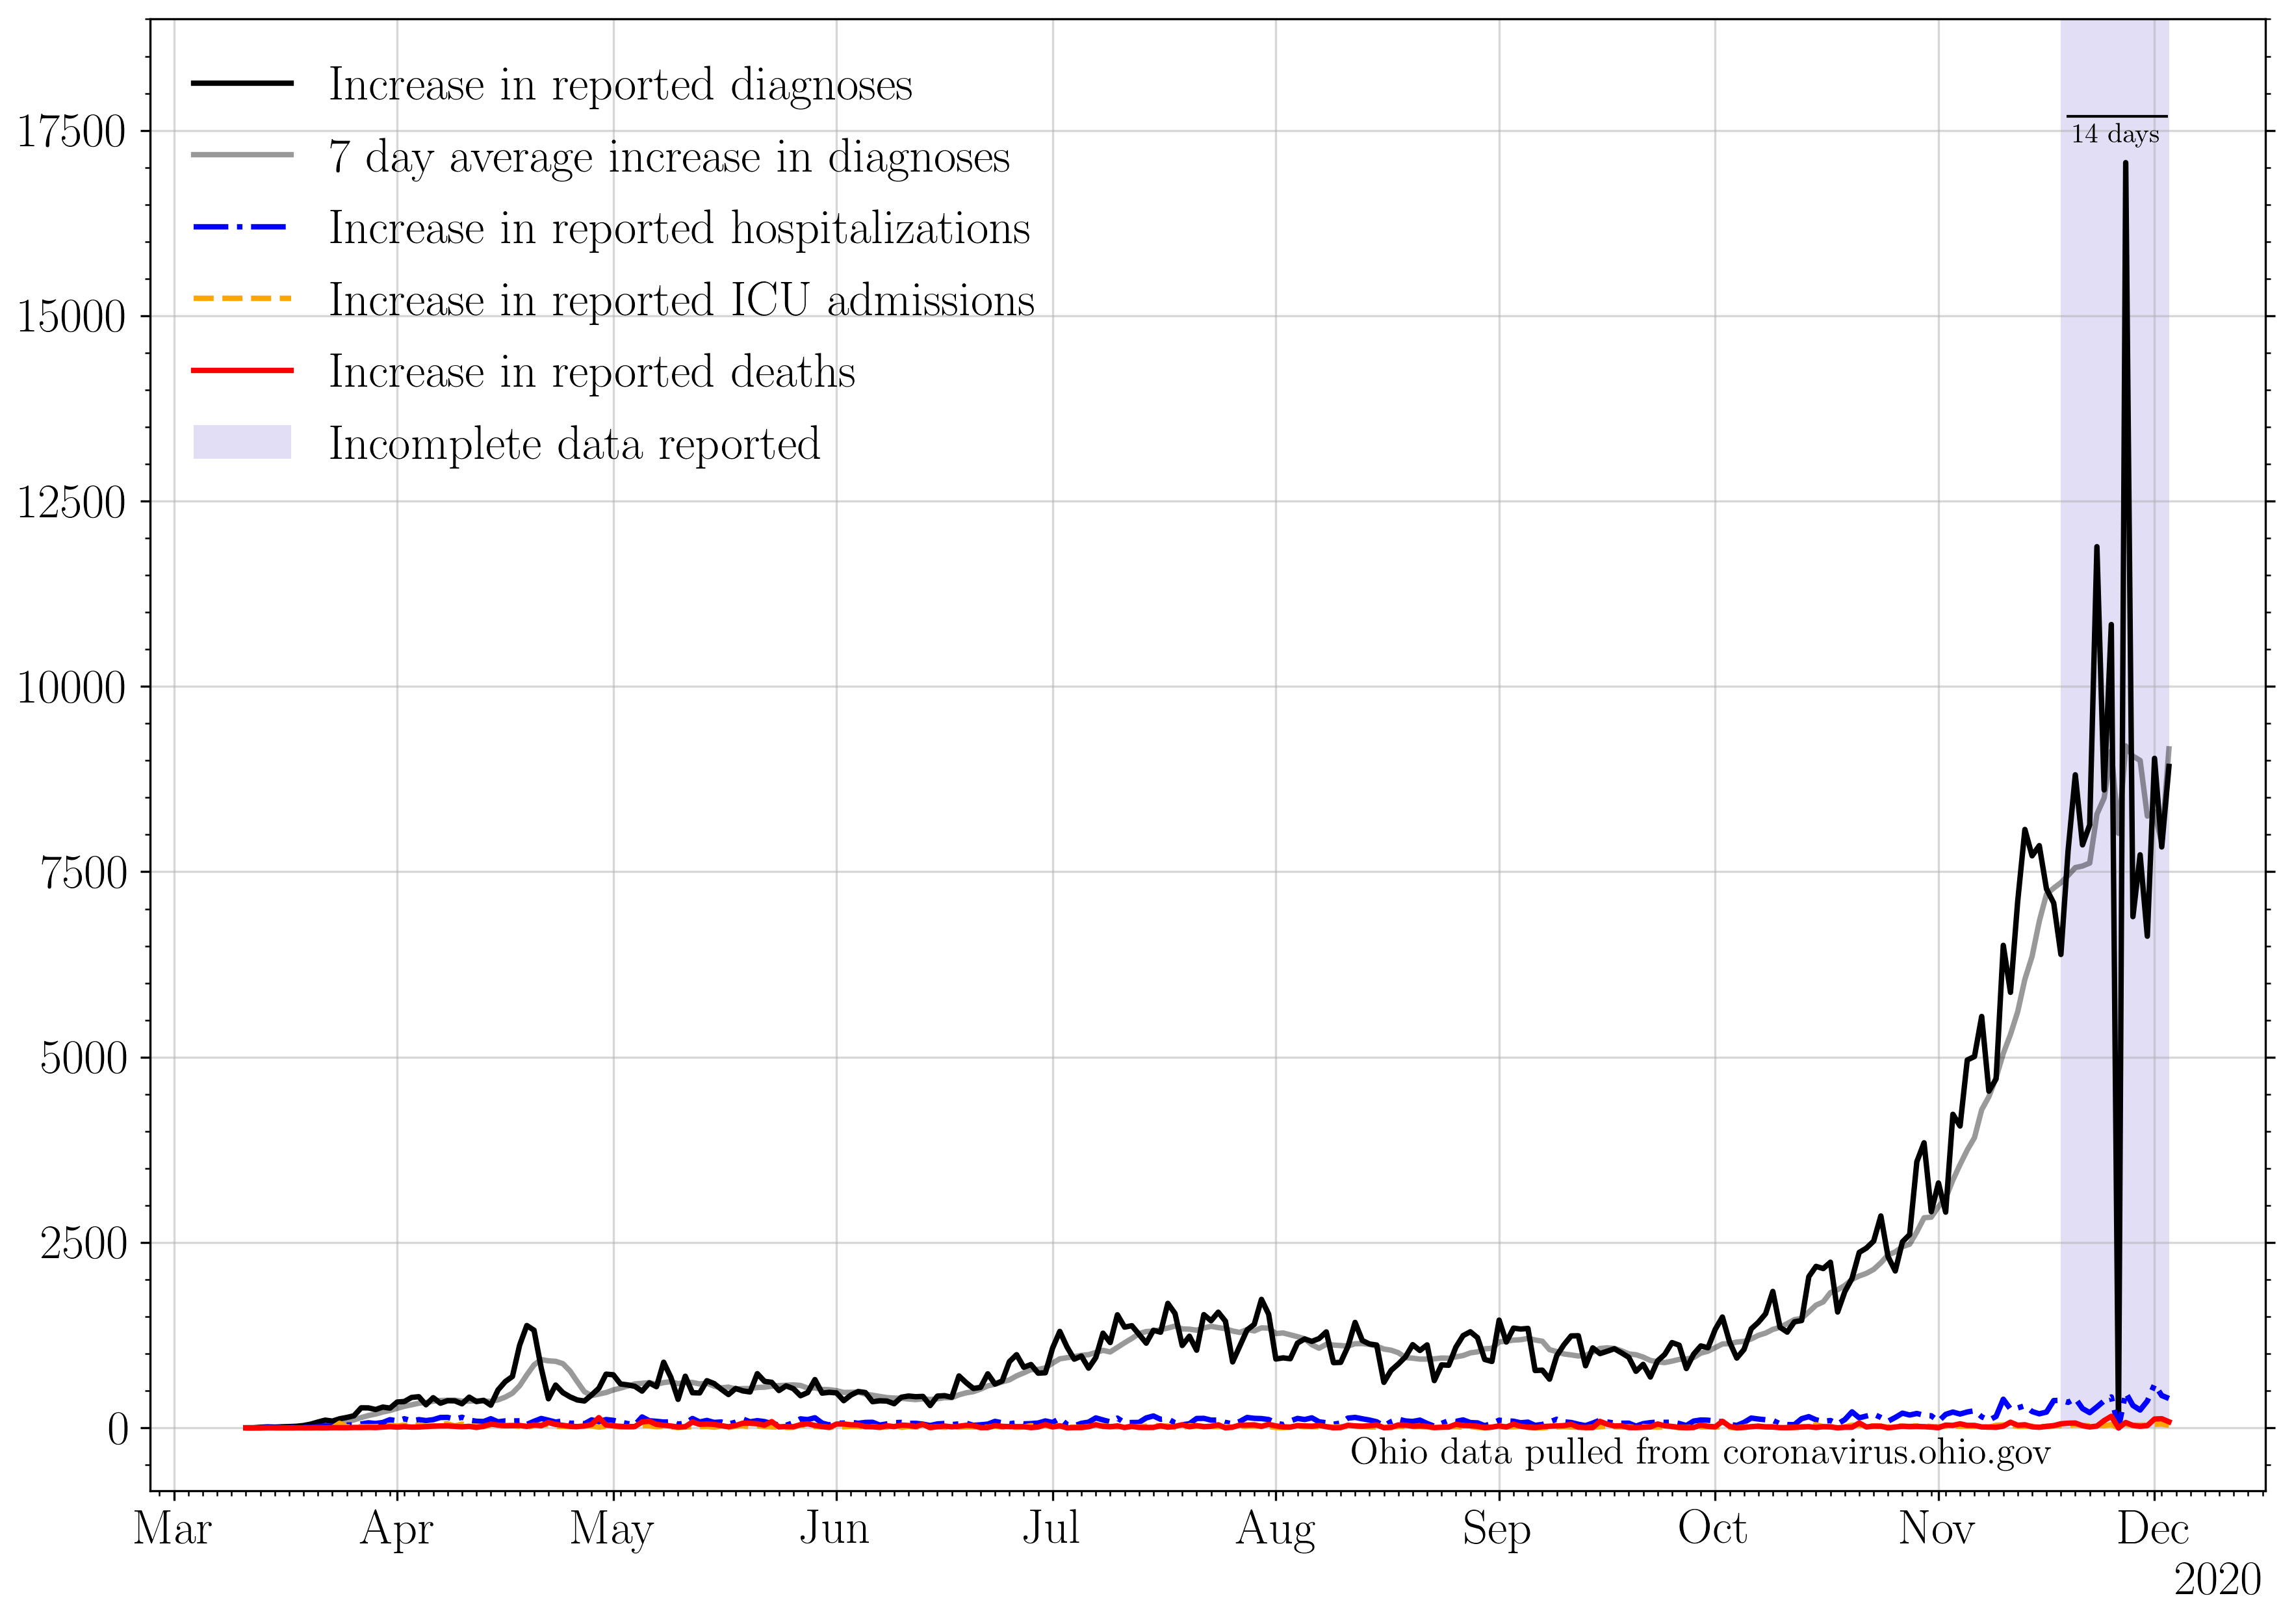 Increase in reported diagnoses
7 day average increase in diagnoses
Increase in reported hospitalizations
Increase in reported ICU admissions
Increase in reported deaths
Incomplete data reported
14 days
17500
15000
12500
10000
7500
5000
2500
0
Ohio data pulled from coronavirus.ohio.gov
Mar Apr May Jun Jul Aug Sep Oct Nov Dec
2020